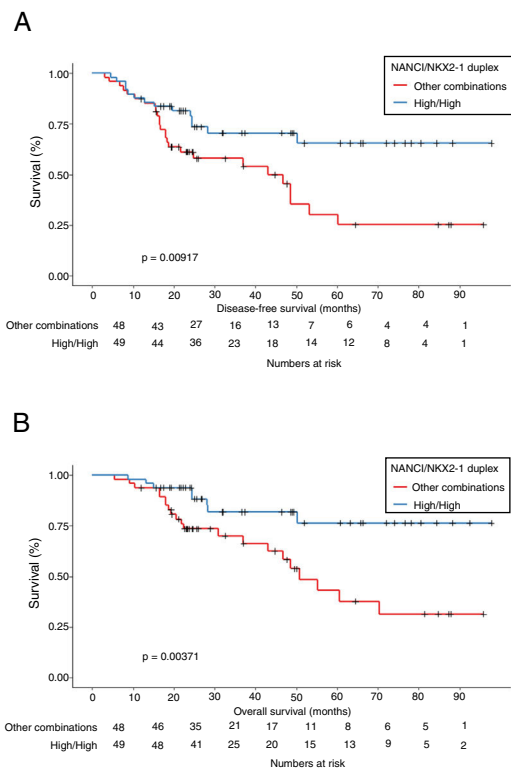 A
NANCI/NKX2-1 duplex
Other combinations
High/High
1.00
0.75
0.50
0.25
0.00
Survival (%)
p = 0.00917
0 10 20 30 40 50 60 70 80 90
Disease-free survival (months)
Other combinations 48 43 27 16 13 7 6 4 4 1
High/High 49 44 36 23 18 14 12 8 4 1
Numbers at risk
B
NANCI/NKX2-1 duplex
Other combinations
High/High
1.00
0.75
0.50
0.25
0.00
Survival (%)
p = 0.00371
0 10 20 30 40 50 60 70 80 90
Overall survival (months)
Other combinations 48 46 35 21 17 11 8 6 5 1
High/High 49 48 41 25 20 15 13 9 5 2
Numbers at risk